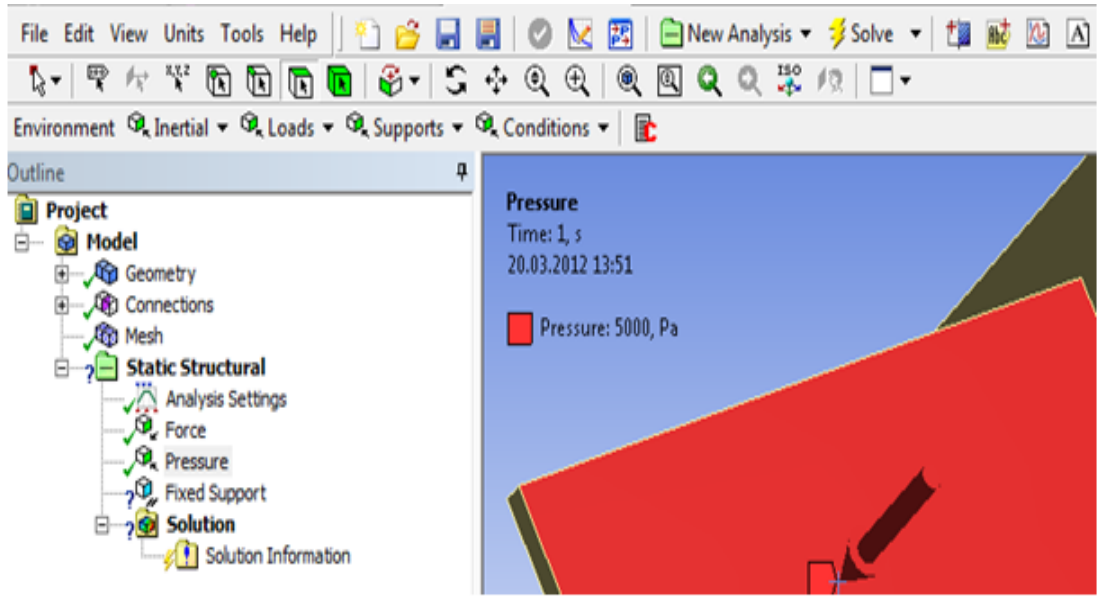 File Edit View Units Tools Help New Analysis Solve Abc A
X,Y,Z ISO
Environment Inertial Loads Supports Conditions
Outline
Project
Model
Geometry
Connections
Mesh
Static Structural
Analysis Settings
Force
Pressure
Fixed Support
Solution
Solution Information
Pressure
Time: 1, s
20.03.2012 13:51
Pressure: 5000, Pa